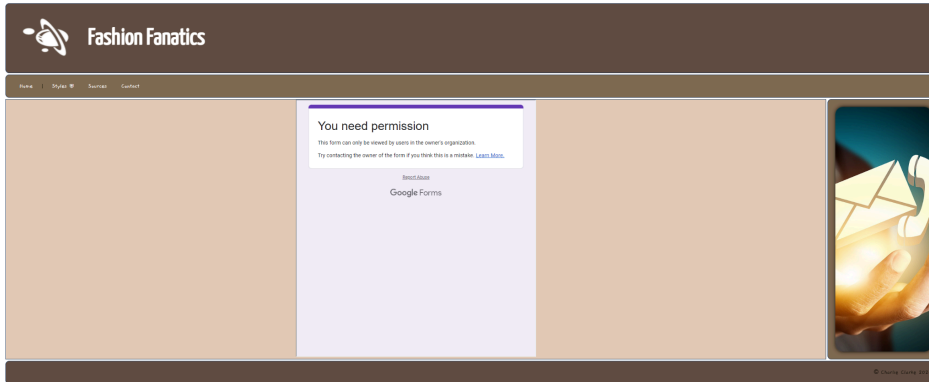 Fashion Fanatics
Home | Styles Sources Contact
You need permission
This form can only be viewed by users in the owner's organization.
Try contacting the owner of the form if you think this is a mistake. Learn More.
Report Abuse
Google Forms
©